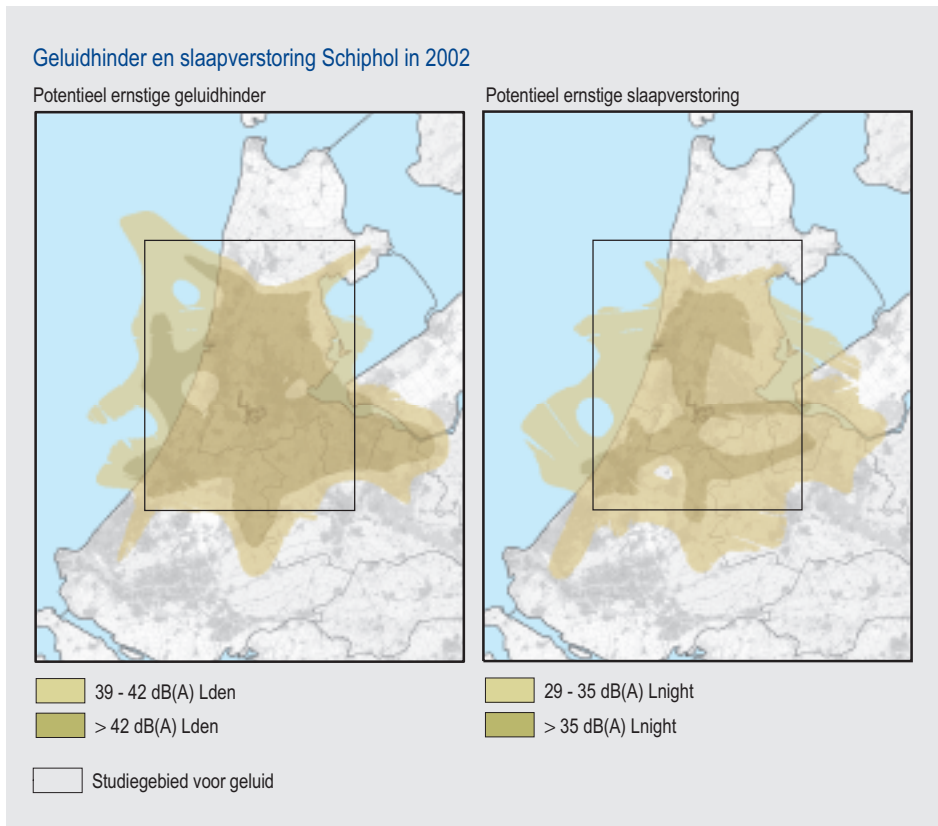 Geluidhinder en slaapverstoring Schiphol in 2002
Potentieel ernstige geluidhinder
Potentieel ernstige slaapverstoring
39 - 42 dB(A) Lden
> 42 dB(A) Lden
29 - 35 dB(A) Lnight
> 35 dB(A) Lnight
Studiegebied voor geluid